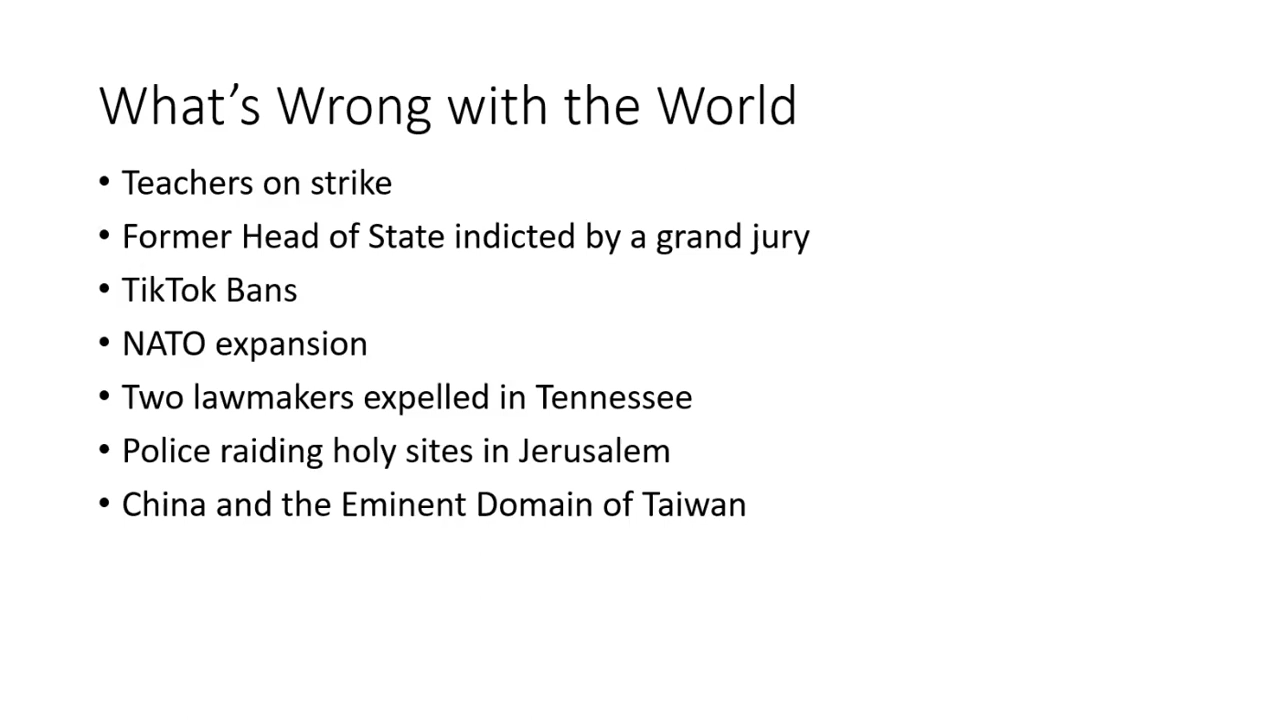 What’s Wrong with the World
• Teachers on strike
• Former Head of State indicted by a grand jury
• TikTok Bans
• NATO expansion
• Two lawmakers expelled in Tennessee
• Police raiding holy sites in Jerusalem
• China and the Eminent Domain of Taiwan